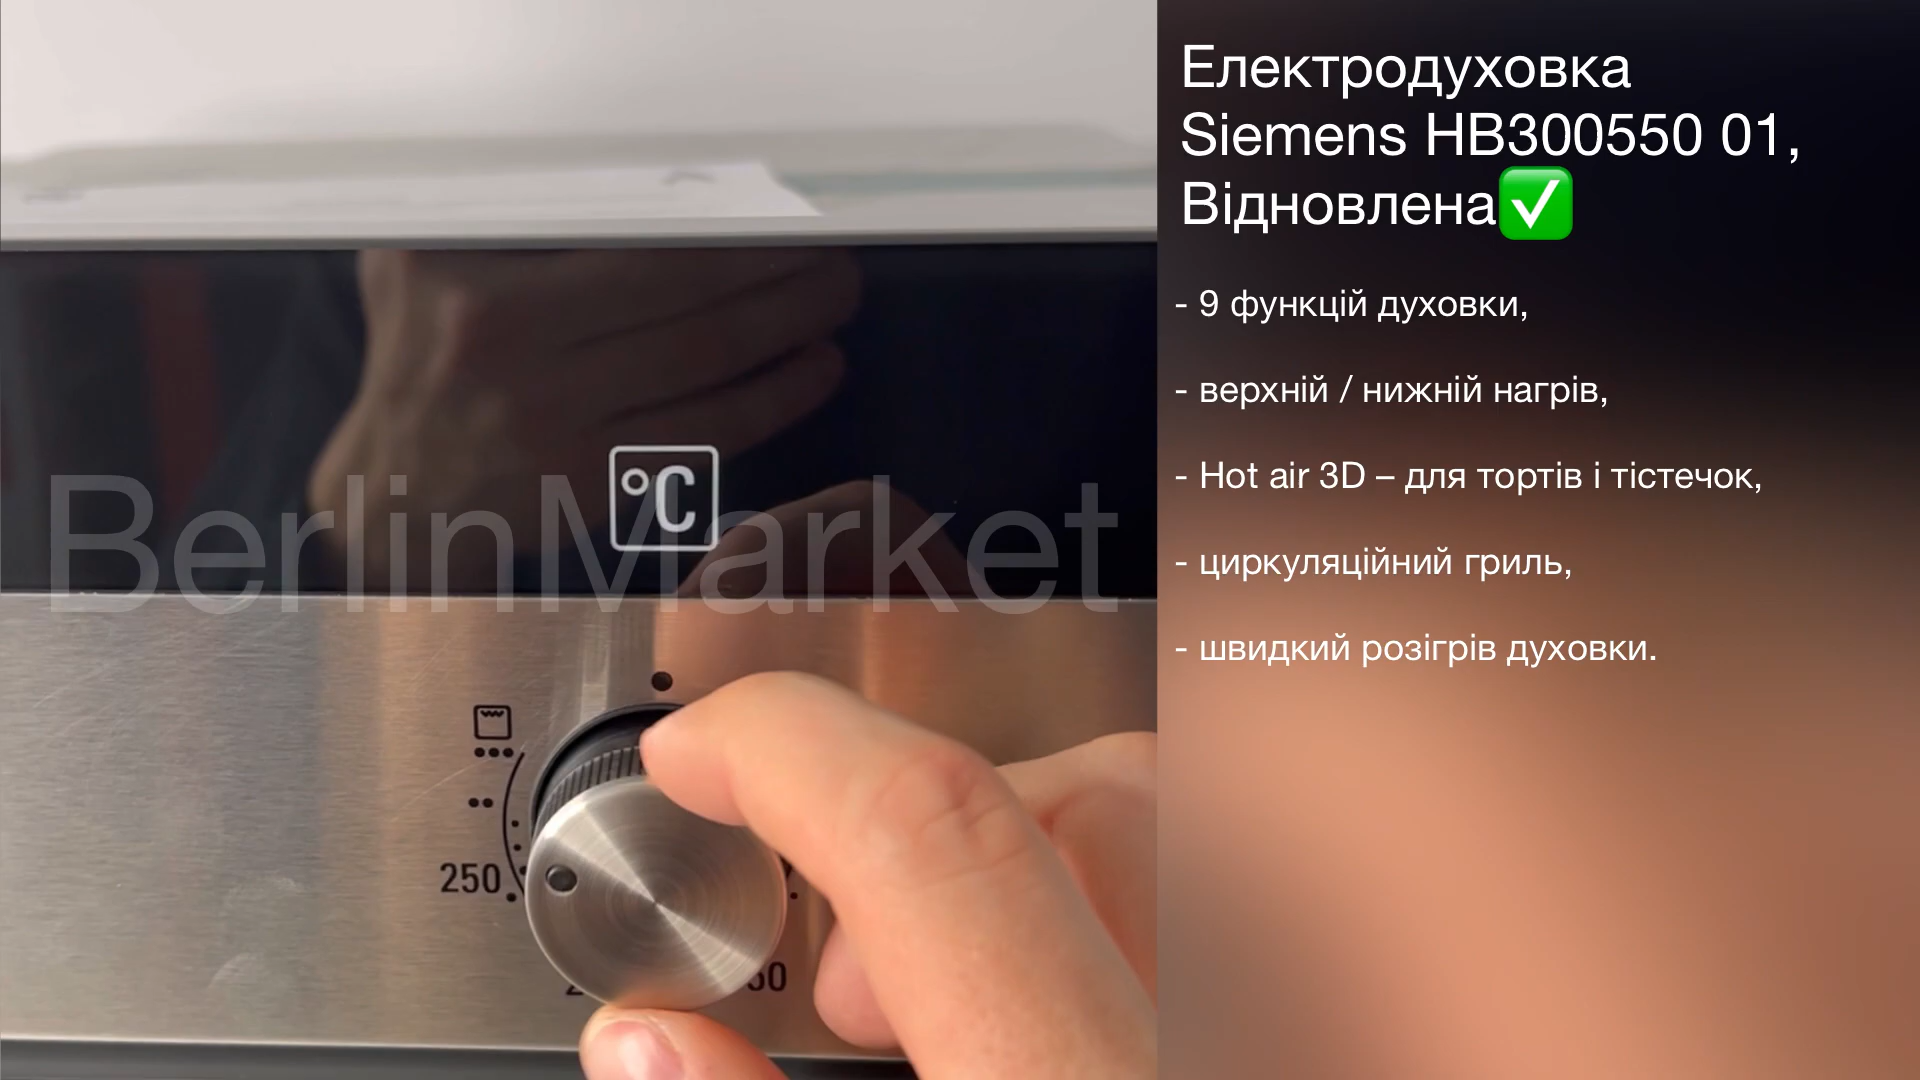 Електродуховка
Siemens HB300550 01,
Відновлена✅
- 9 функцій духовки,
- верхній / нижній нагрів,
- Hot air 3D – для тортів і тістечок,
- циркуляційний гриль,
- швидкий розігрів духовки.
°C
BerlinMarket
250